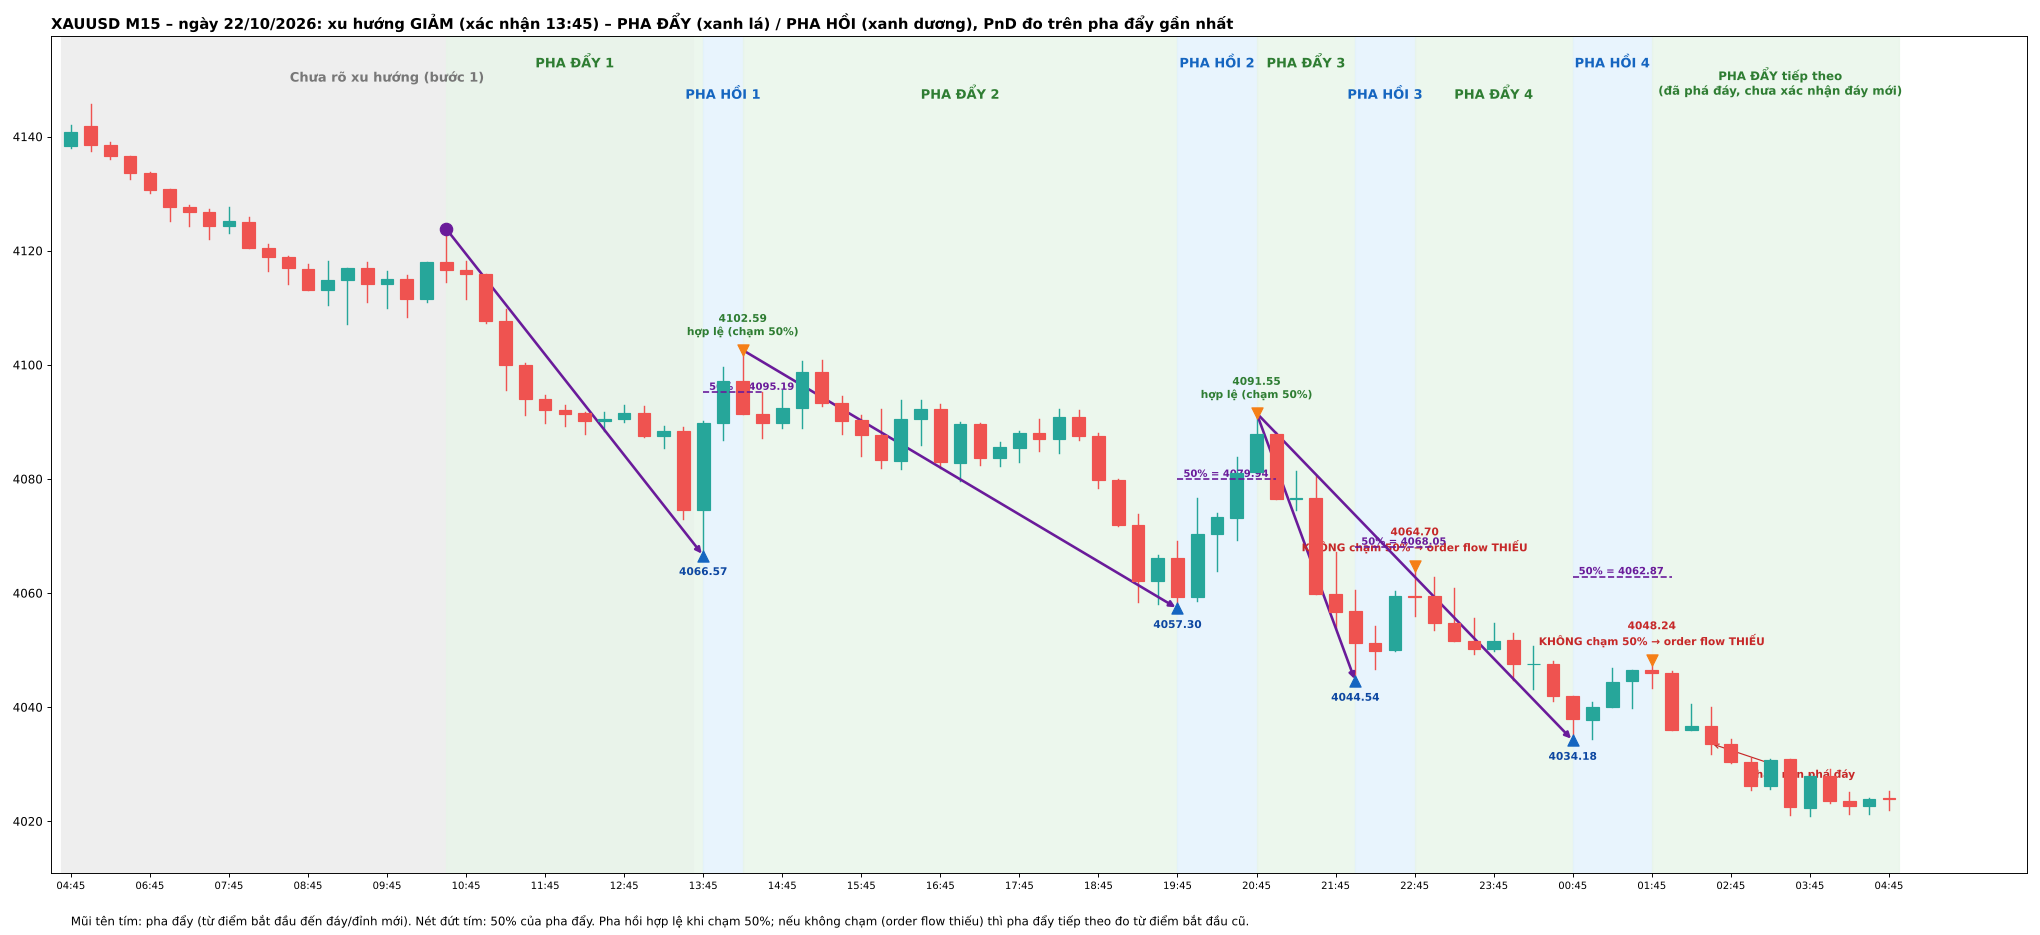 XAUUSD M15 – ngày 22/10/2026: xu hướng GIẢM (xác nhận 13:45) – PHA ĐẨY (xanh lá) / PHA HỒI (xanh dương), PnD đo trên pha đẩy gần nhất
PHA ĐẨY 1
PHA HỒI 2
PHA ĐẨY 3
PHA HỒI 4
Chưa rõ xu hướng (bước 1)
PHA ĐẨY tiếp theo
(đã phá đáy, chưa xác nhận đáy mới)
PHA HỒI 1
PHA ĐẨY 2
PHA HỒI 3
PHA ĐẨY 4
4140
4120
4102.59
hợp lệ (chạm 50%)
4100
4095.19
4091.55
hợp lệ (chạm 50%)
4080
50% = 4079.94
4064.70
50% = 4068.05
KHÔNG chạm 50% → order flow THIẾU
4066.57
50% = 4062.87
4060
4057.30
4048.24
KHÔNG chạm 50% → order flow THIẾU
4044.54
4040
4034.18
phá đáy
4020
04:45
06:45
07:45
08:45
09:45
10:45
11:45
12:45
13:45
14:45
15:45
16:45
17:45
18:45
19:45
20:45
21:45
22:45
23:45
00:45
01:45
02:45
03:45
04:45
Mũi tên tím: pha đẩy (từ điểm bắt đầu đến đáy/đỉnh mới). Nét đứt tím: 50% của pha đẩy. Pha hồi hợp lệ khi chạm 50%; nếu không chạm (order flow thiếu) thì pha đẩy tiếp theo đo từ điểm bắt đầu cũ.